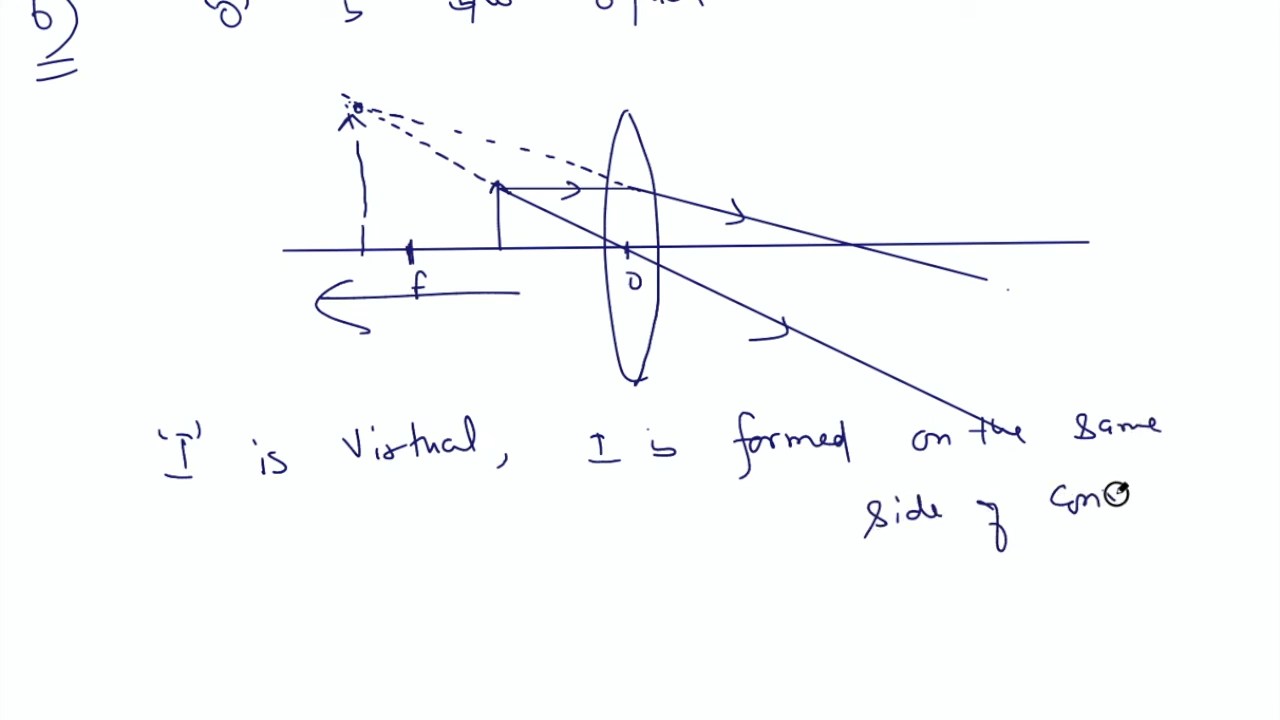 b)
f
O
'I' is Virtual, I is formed on the same
side of